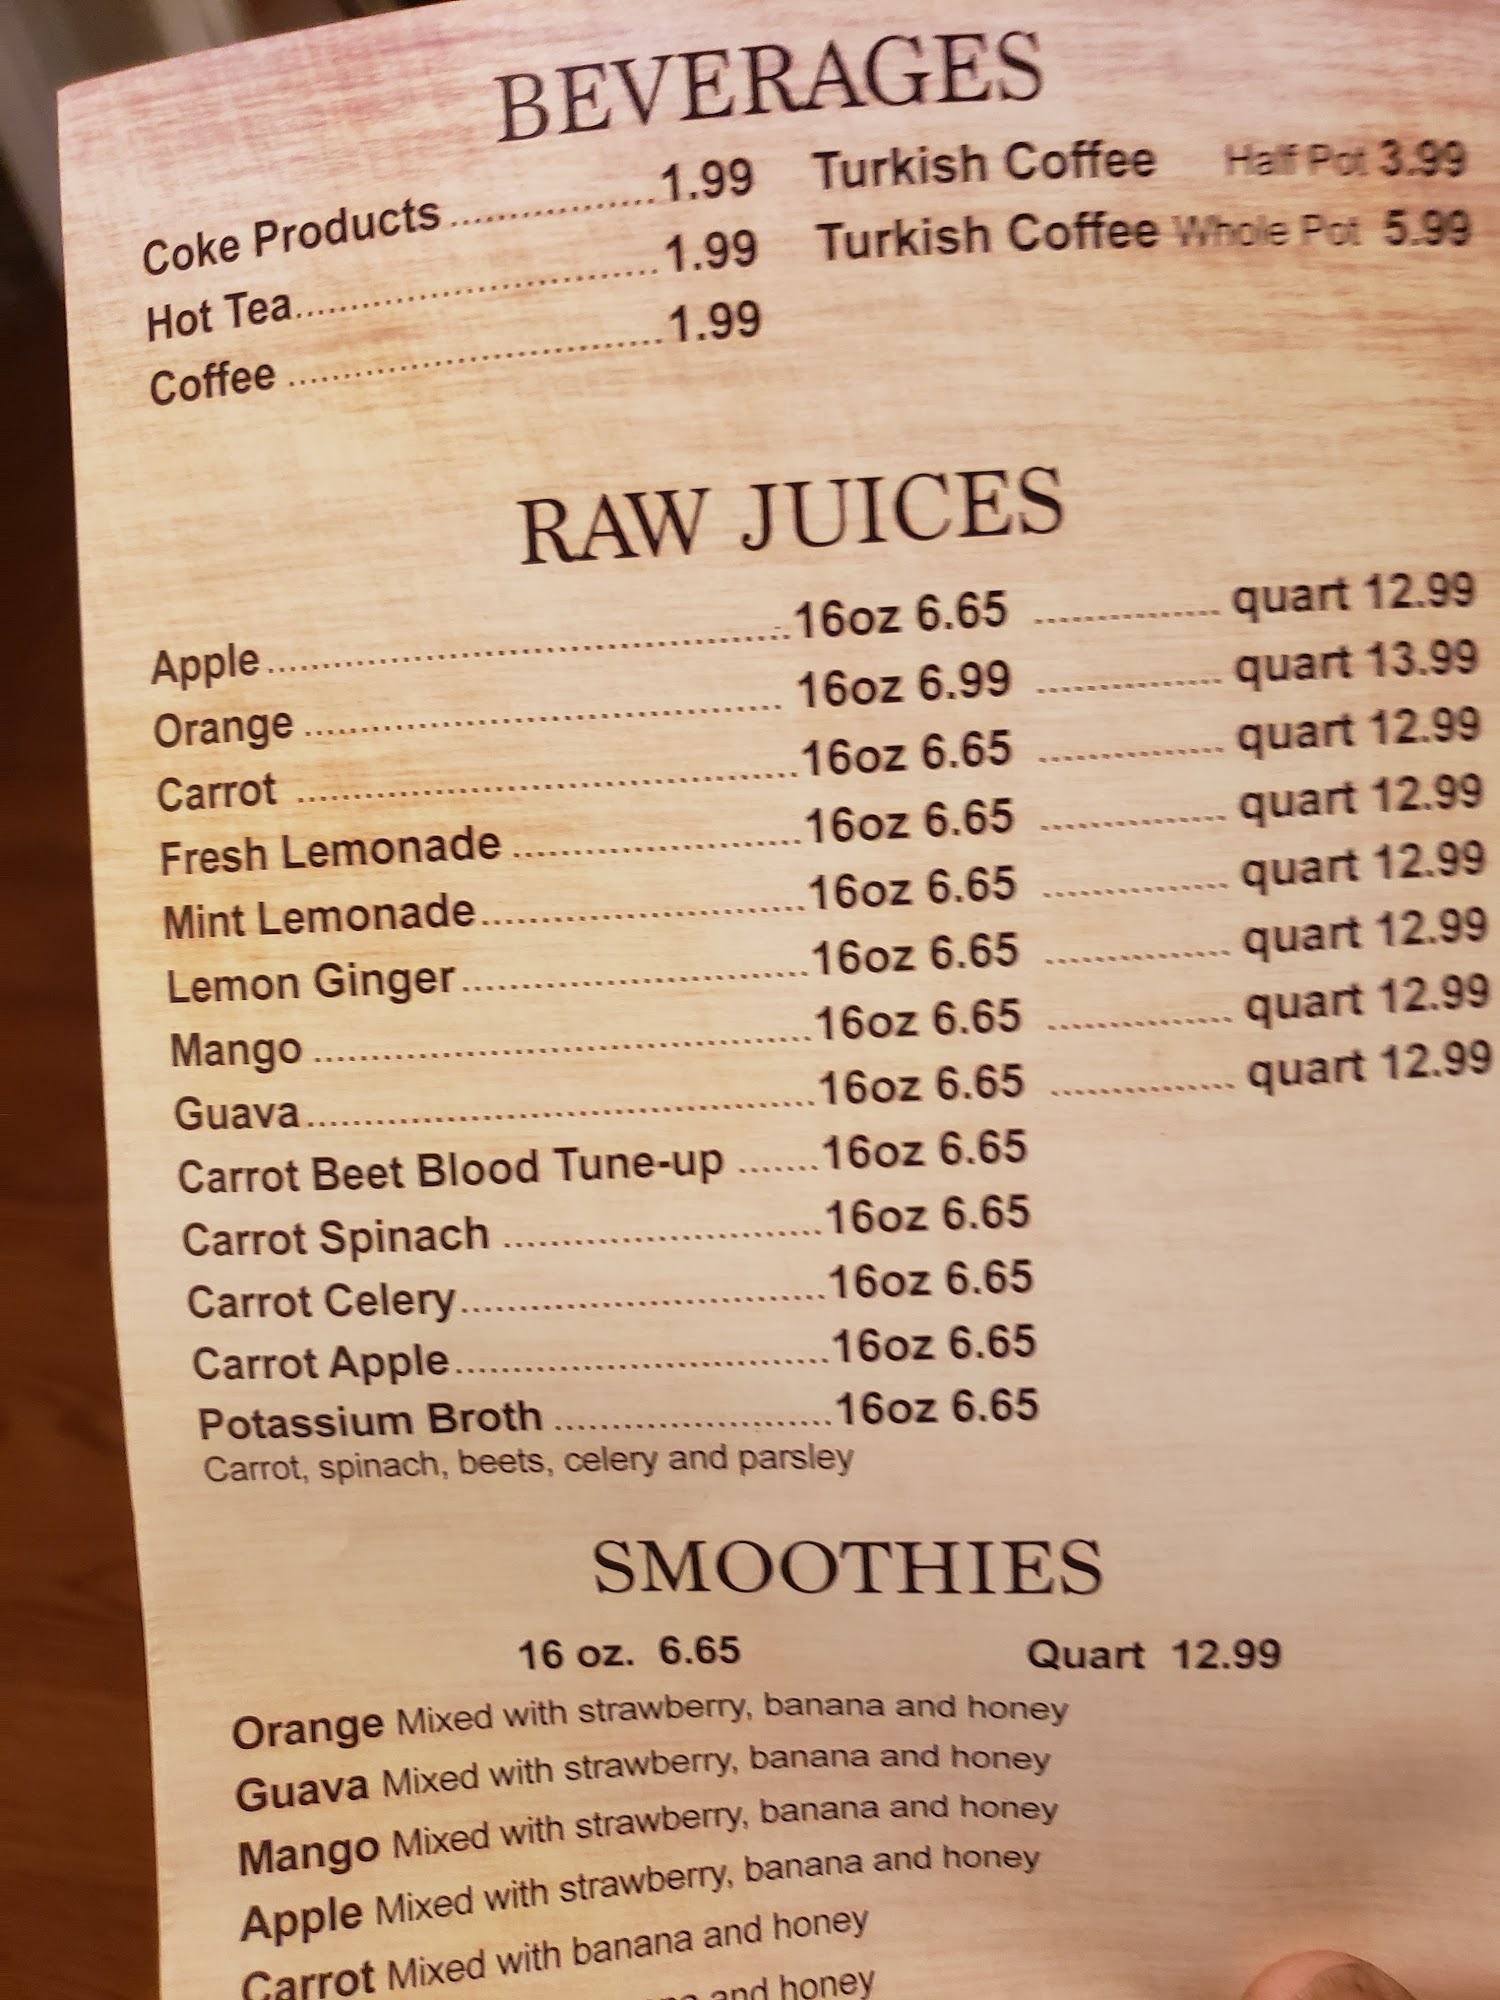 BEVERAGES
Coke Products..................1.99 Turkish Coffee Half Pot 3.99
Hot Tea................................1.99 Turkish Coffee Whole Pot 5.99
Coffee .................................1.99
RAW JUICES
Apple..............................................16oz 6.65 ................ quart 12.99
Orange .......................................... 16oz 6.99 ................ quart 13.99
Carrot ............................................16oz 6.65 ................ quart 12.99
Fresh Lemonade .........................16oz 6.65 ................ quart 12.99
Mint Lemonade............................16oz 6.65 ................ quart 12.99
Lemon Ginger..............................16oz 6.65 ................ quart 12.99
Mango ..........................................16oz 6.65 ................ quart 12.99
Guava...........................................16oz 6.65 ................ quart 12.99
Carrot Beet Blood Tune-up .......16oz 6.65
Carrot Spinach ...........................16oz 6.65
Carrot Celery...............................16oz 6.65
Carrot Apple................................16oz 6.65
Potassium Broth ........................16oz 6.65
Carrot, spinach, beets, celery and parsley
SMOOTHIES
16 oz. 6.65 Quart 12.99
Orange Mixed with strawberry, banana and honey
Guava Mixed with strawberry, banana and honey
Mango Mixed with strawberry, banana and honey
Apple Mixed with strawberry, banana and honey
Carrot Mixed with banana and honey
and honey